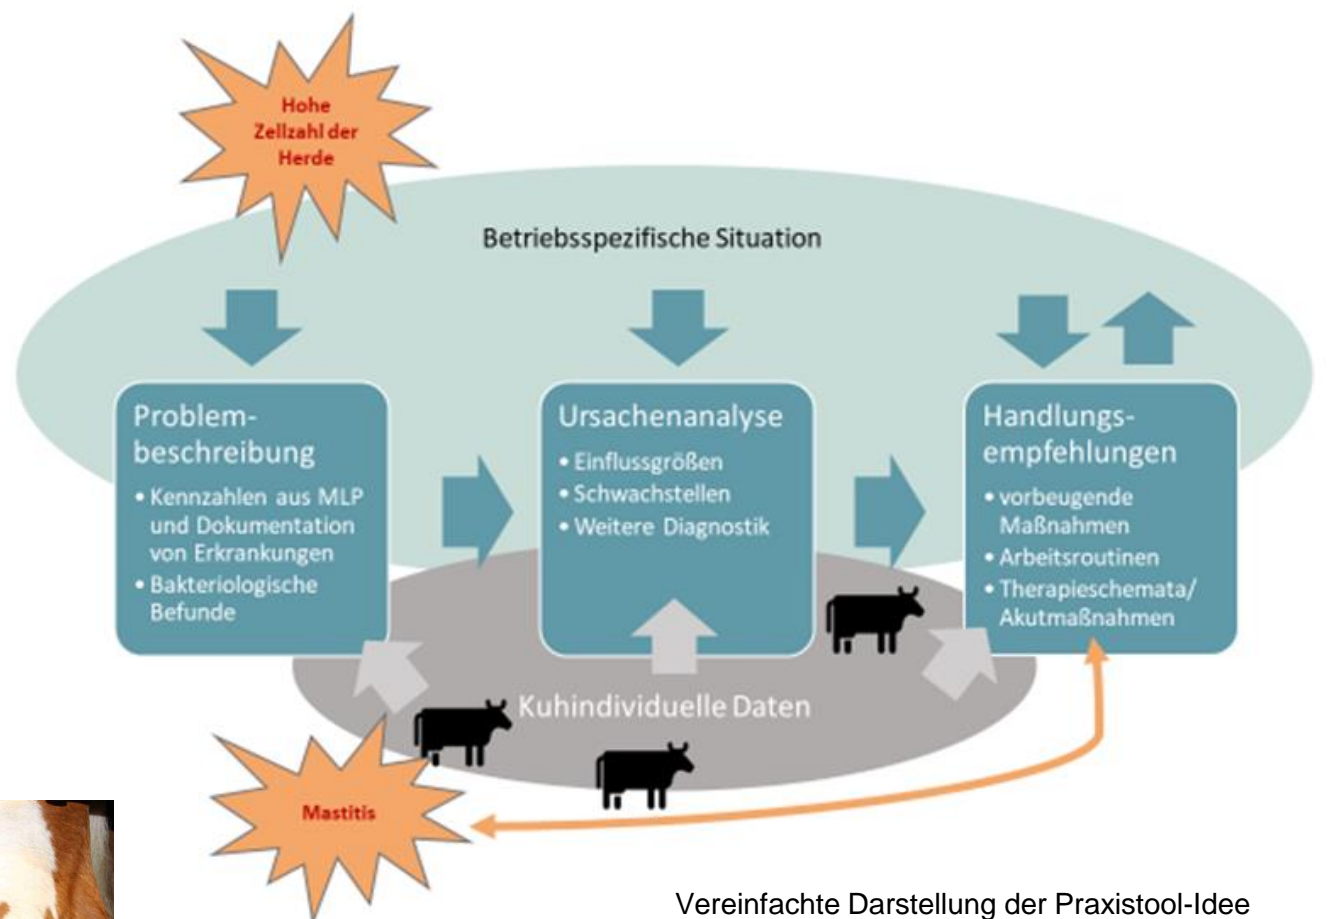 Hohe
Zellzahl der
Herde
Betriebsspezifische Situation
Problem-
beschreibung
• Kennzahlen aus MLP
und Dokumentation
von Erkrankungen
• Bakteriologische
Befunde
Ursachenanalyse
• Einflussgrößen
• Schwachstellen
• Weitere Diagnostik
Handlungs-
empfehlungen
• vorbeugende
Maßnahmen
• Arbeitsroutinen
• Therapieschemata/
Akutmaßnahmen
Kuhindividuelle Daten
Mastitis
Vereinfachte Darstellung der Praxistool-Idee